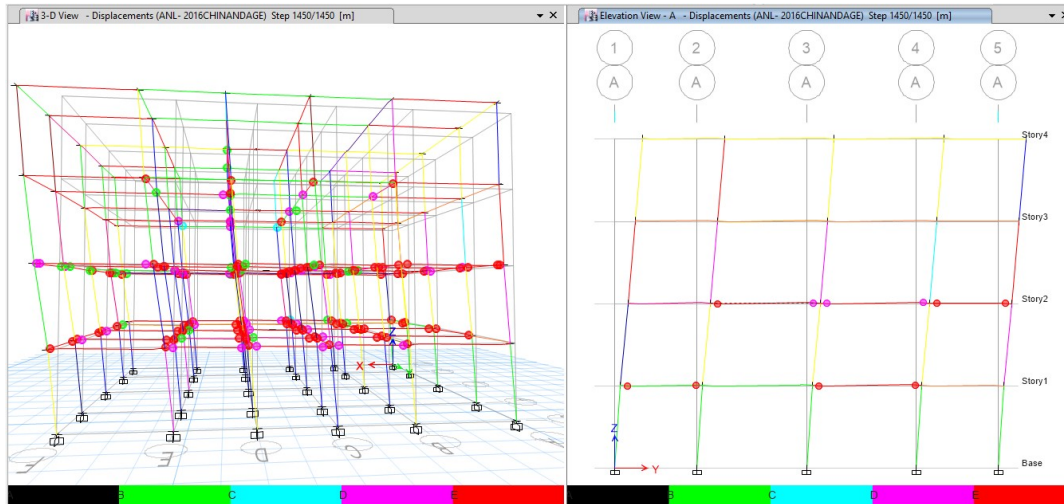 3-D View - Displacements (ANL- 2016CHINANDAGE) Step 1450/1450 [m]
Z
X
F
E
D
C
B
A B C D E
Elevation View - A - Displacements (ANL- 2016CHINANDAGE) Step 1450/1450 [m]
1 2 3 4 5
A A A A A
Story4
Story3
Story2
Story1
Z
Y
Base
A B C D E